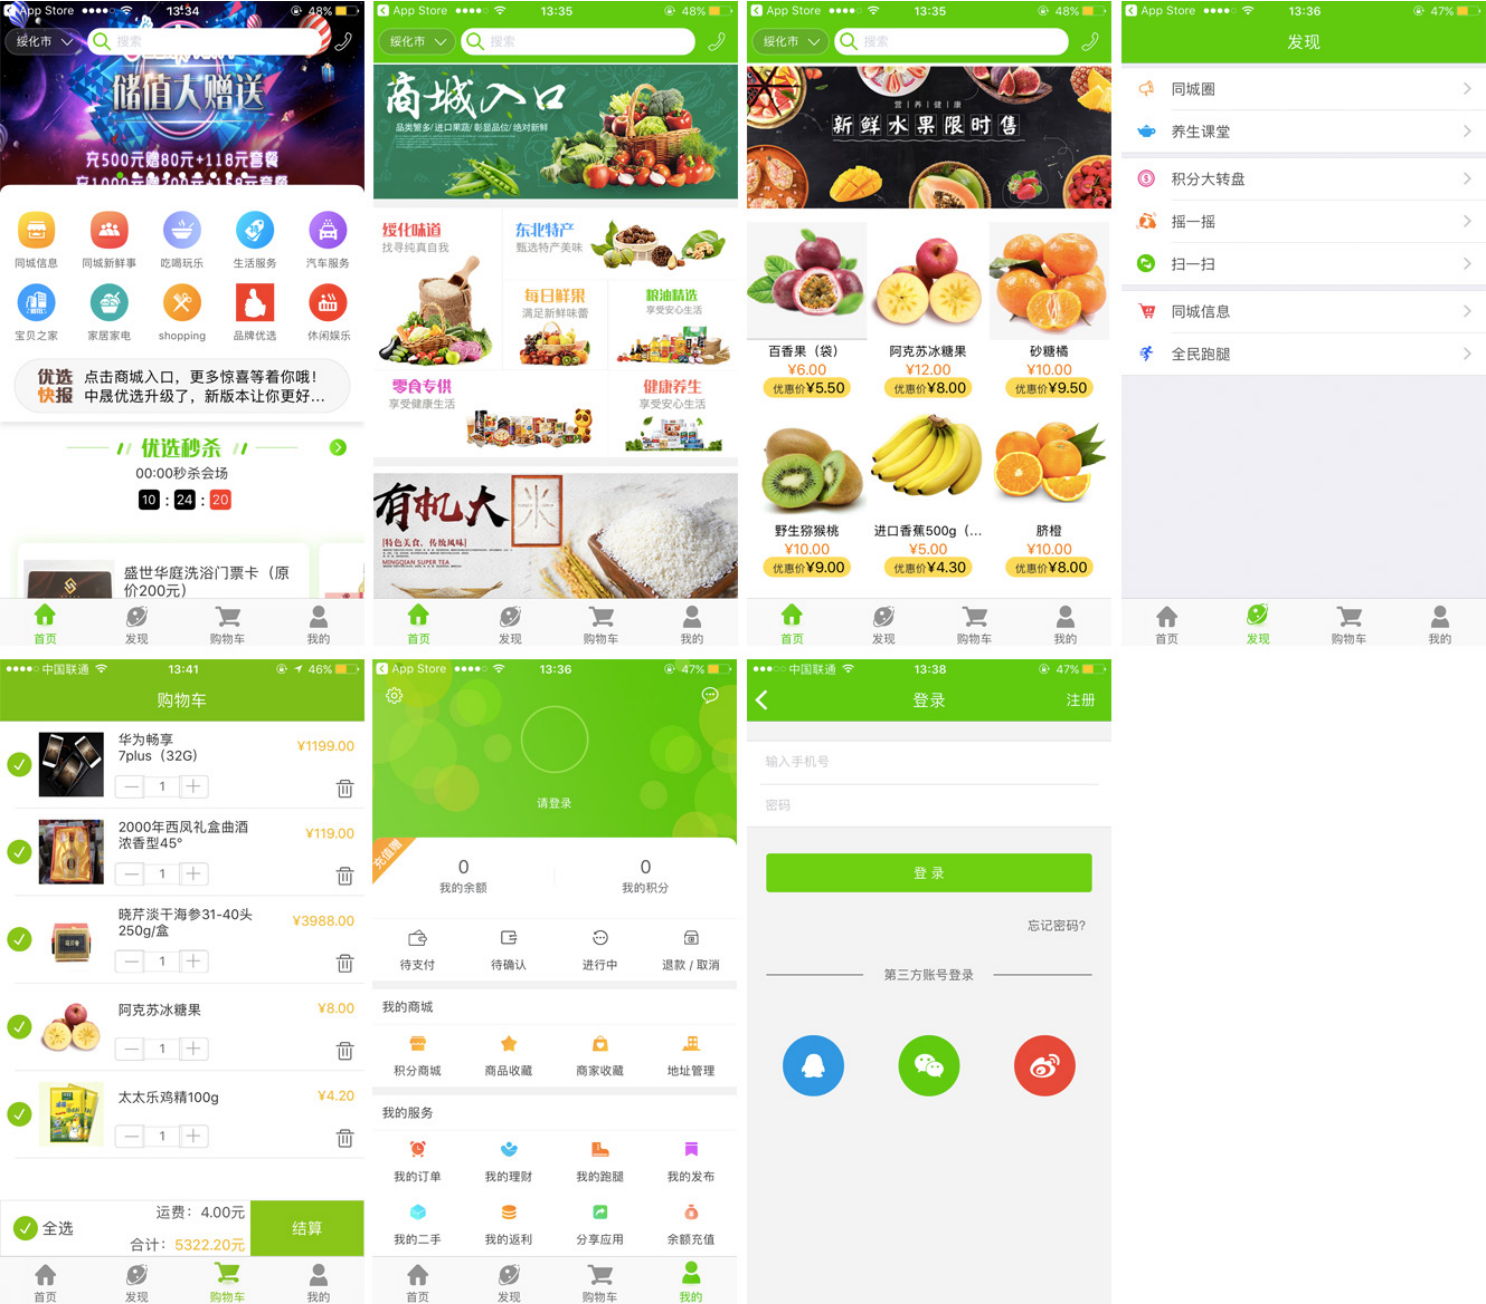 App Store 13:34 48%
绥化市 搜索
储值大赠送
充500元赠80元+118元套餐
同城信息 同城新鲜事 吃喝玩乐 生活服务 汽车服务
宝贝之家 家居家电 shopping 品牌优选 休闲娱乐
优选快报
点击商城入口，更多惊喜等着你哦！
中晟优选升级了，新版本让你更好...
优选秒杀
00:00秒杀会场
10 : 24 : 20
盛世华庭洗浴门票卡（原
价200元）
首页 发现 购物车 我的
App Store 13:35 48%
绥化市 搜索
商城入口
品类繁多/进口果蔬/彰显品位/绝对新鲜
绥化味道
找寻纯真自我
东北特产
甄选特产美味
每日鲜果
满足新鲜味蕾
粮油精选
享受安心生活
零食专供
享受健康生活
健康养生
享受安心生活
有机大米
[特色美食，传统风味]
MINGQIAN SUPER TEA
首页 发现 购物车 我的
App Store 13:35 48%
绥化市 搜索
营|养|健|康
新鲜水果限时售
百香果（袋） 阿克苏冰糖果 砂糖橘
¥6.00 ¥12.00 ¥10.00
优惠价¥5.50 优惠价¥8.00 优惠价¥9.50
野生猕猴桃 进口香蕉500g（... 脐橙
¥10.00 ¥5.00 ¥10.00
优惠价¥9.00 优惠价¥4.30 优惠价¥8.00
首页 发现 购物车 我的
App Store 13:36 47%
发现
同城圈
养生课堂
积分大转盘
摇一摇
扫一扫
同城信息
全民跑腿
首页 发现 购物车 我的
中国联通 13:41 46%
购物车
华为畅享
7plus（32G） ¥1199.00
1
2000年西凤礼盒曲酒
浓香型45° ¥119.00
1
晓芹淡干海参31-40头
250g/盒 ¥3988.00
1
阿克苏冰糖果 ¥8.00
1
太太乐鸡精100g ¥4.20
1
全选
运费：4.00元
合计：5322.20元
结算
首页 发现 购物车 我的
App Store 13:36 47%
请登录
充值赠
0 0
我的余额 我的积分
待支付 待确认 进行中 退款 / 取消
我的商城
积分商城 商品收藏 商家收藏 地址管理
我的服务
我的订单 我的理财 我的跑腿 我的发布
我的二手 我的返利 分享应用 余额充值
首页 发现 购物车 我的
中国联通 13:38 47%
登录 注册
输入手机号
密码
登 录
忘记密码?
第三方账号登录